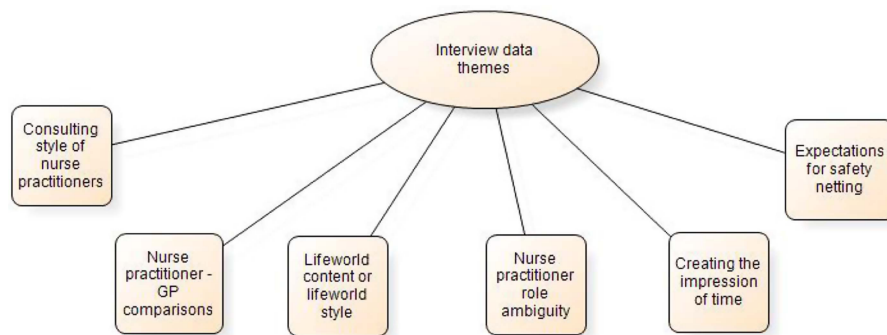 Interview data
themes
Consulting
style of
nurse
practitioners
Expectations
for safety
netting
Nurse
practitioner -
GP
comparisons
Lifeworld
content or
lifeworld
style
Nurse
practitioner
role
ambiguity
Creating the
impression
of time